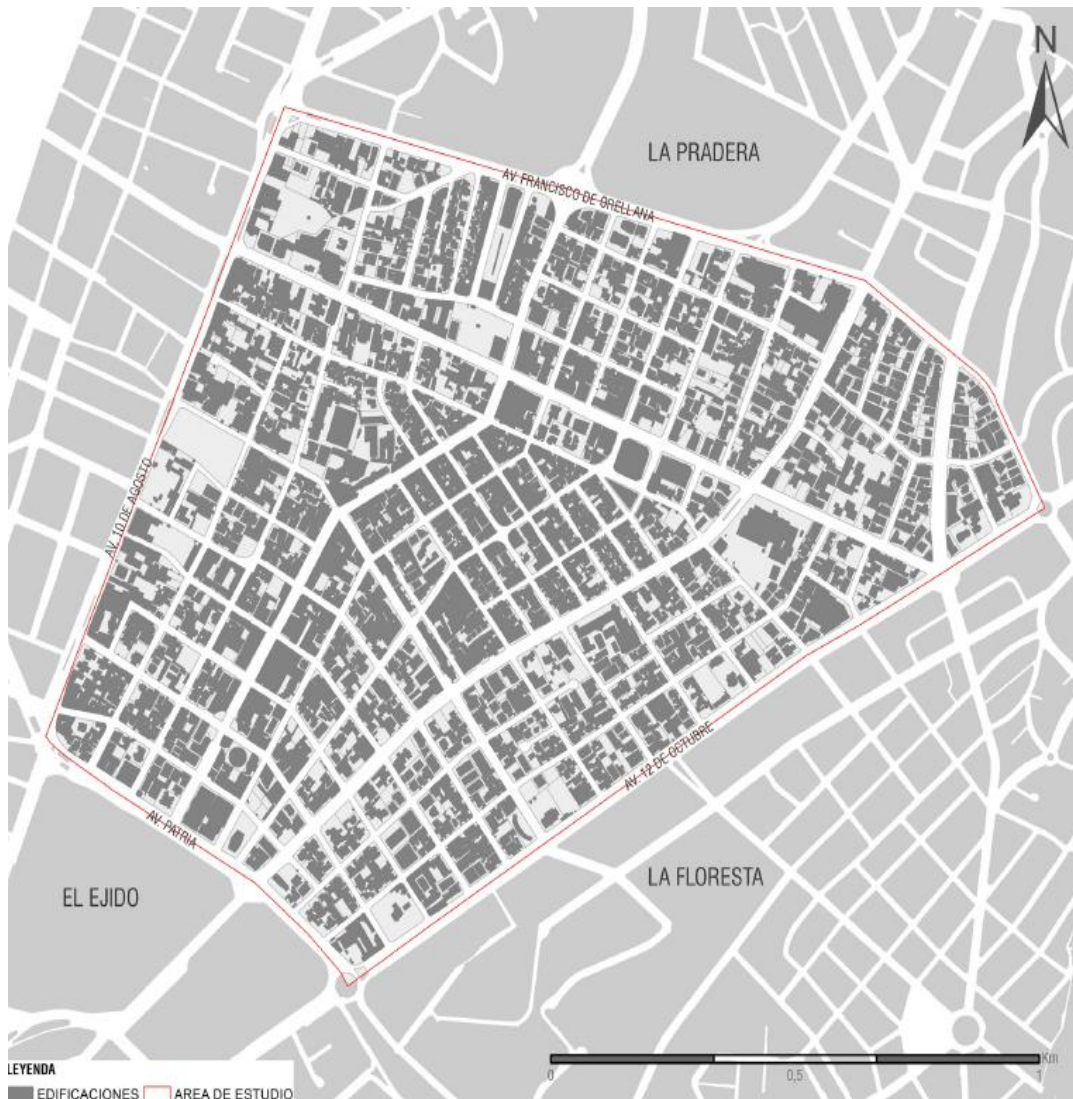 N
LA PRADERA
AV FRANCISCO DE ORELLANA
AV. 10 DE AGOSTO
AV. 12 DE OCTUBRE
AV. PATRIA
LA FLORESTA
EL EJIDO
Km
0
0,5
1
LEYENDA
EDIFICACIONES
AREA DE ESTUDIO